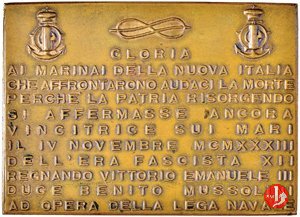 GLORIA
AI MARINAI DELLA NUOVA ITALIA
CHE AFFRONTARONO AUDACI LA MORTE
PERCHE LA PATRIA RISORGENDO
SI AFFERMASSE ANCORA
VINCITRICE SUI MARI
IL IV NOVEMBRE MCMXXXIII
DELL'ERA FASCISTA XII
REGNANDO VITTORIO EMANUELE III
DUCE BENITO MUSSOLINI
AD OPERA DELLA LEGA NAVALE